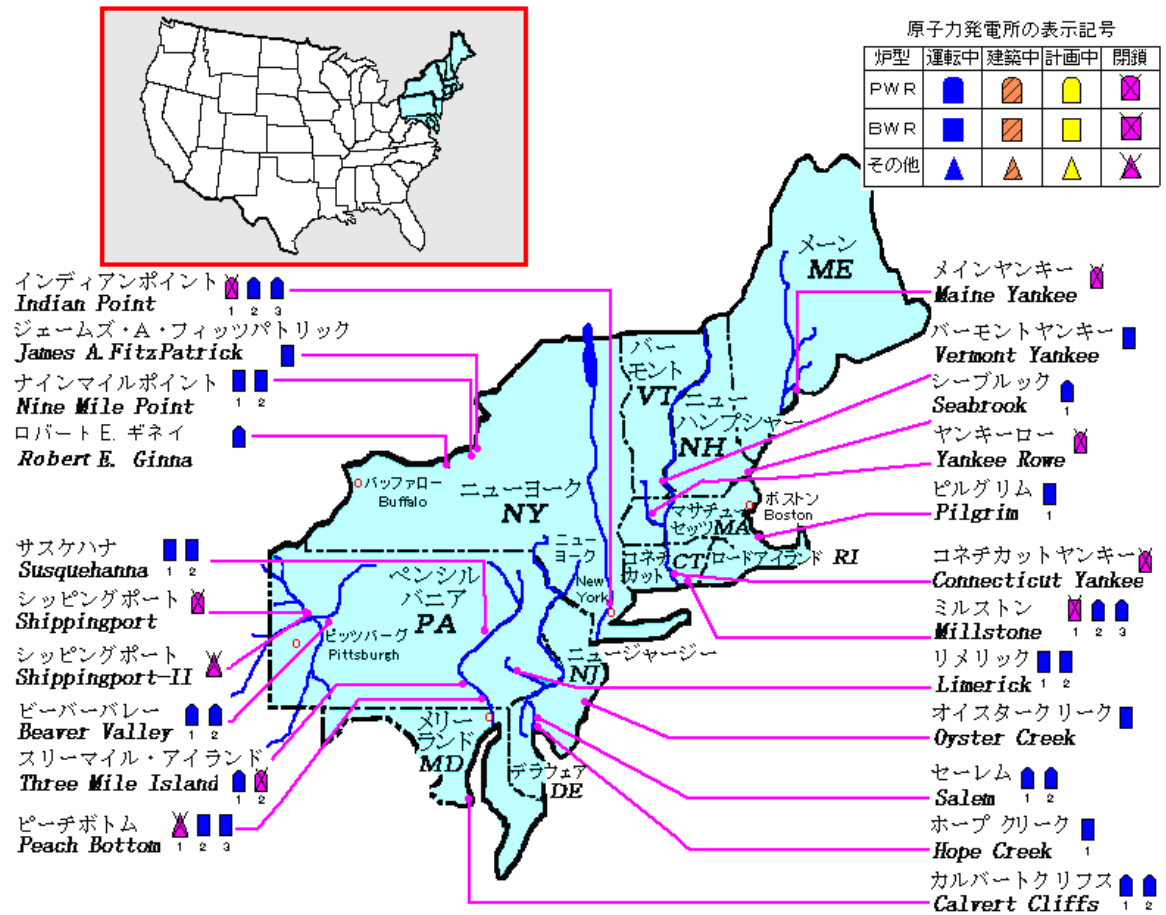 原子力発電所の表示記号
炉型 運転中 建築中 計画中 閉鎖
PWR
BWR
その他
インディアンポイント
Indian Point
1 2 3
ジェームズ・A・フィッツパトリック
James A.FitzPatrick
ナインマイルポイント
Nine Mile Point
1 2
ロバートE. ギネイ
Robert E. Ginna
サスケハナ
Susquehanna
1 2
シッピングポート
Shippingport
シッピングポート
Shippingport-II
ビーバーバレー
Beaver Valley
1 2
スリーマイル・アイランド
Three Mile Island
1 2
ピーチボトム
Peach Bottom
1 2 3
メーン
ME
バー
モント
VT
ニュー
ハンプシャー
NH
バッファロー
Buffalo
ニューヨーク
NY
マサチュー
セッツ
MA
ボストン
Boston
コネチ
カット
CT
ロードアイランド RI
ニュー
ヨーク
New
York
ペンシル
バニア
PA
ピッツバーグ
Pittsburgh
ニュージャージー
NJ
メリー
ランド
MD
デラウェア
DE
メインヤンキー
Maine Yankee
バーモントヤンキー
Vermont Yankee
シーブルック
Seabrook
1
ヤンキーロー
Yankee Rowe
ピルグリム
Pilgrim
1
コネチカットヤンキー
Connecticut Yankee
ミルストン
Millstone
1 2 3
リメリック
Limerick
1 2
オイスタークリーク
Oyster Creek
セーレム
Salem
1 2
ホープ クリーク
Hope Creek
1
カルバートクリフス
Calvert Cliffs
1 2